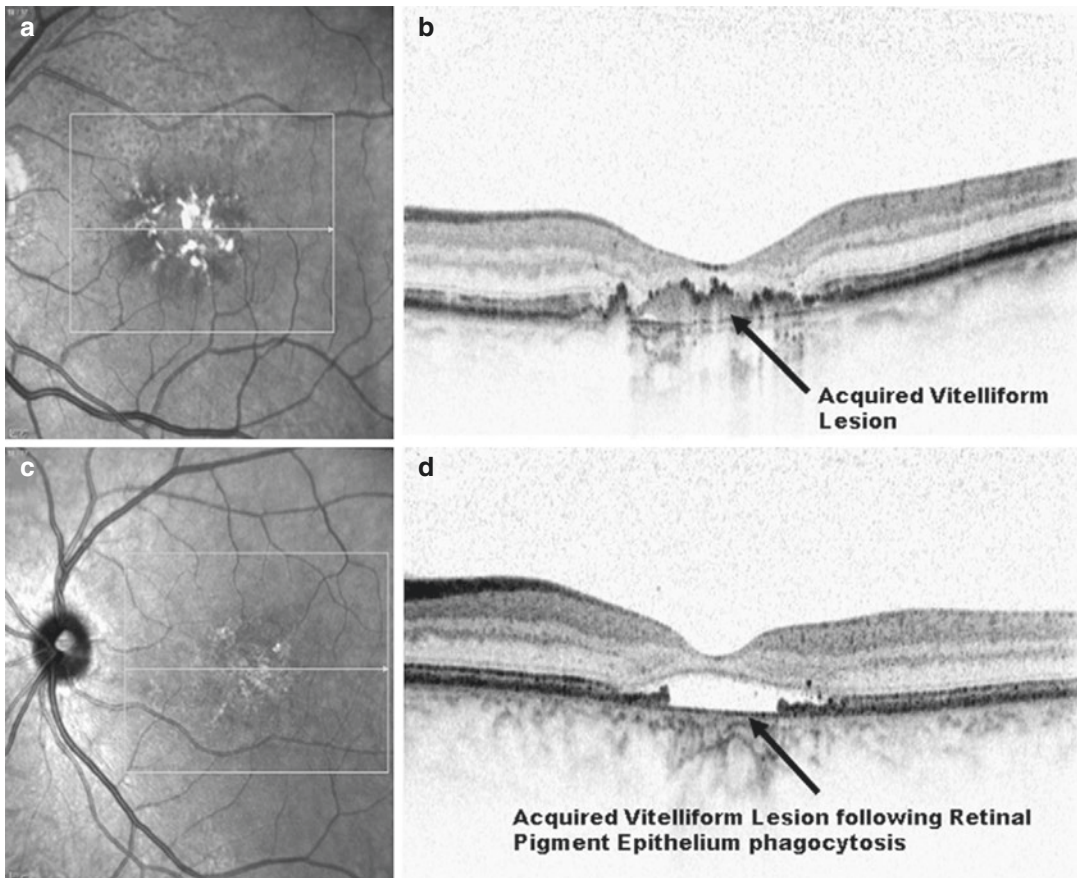 a
b
Acquired Vitelliform
Lesion
c
d
Acquired Vitelliform Lesion following Retinal
Pigment Epithelium phagocytosis